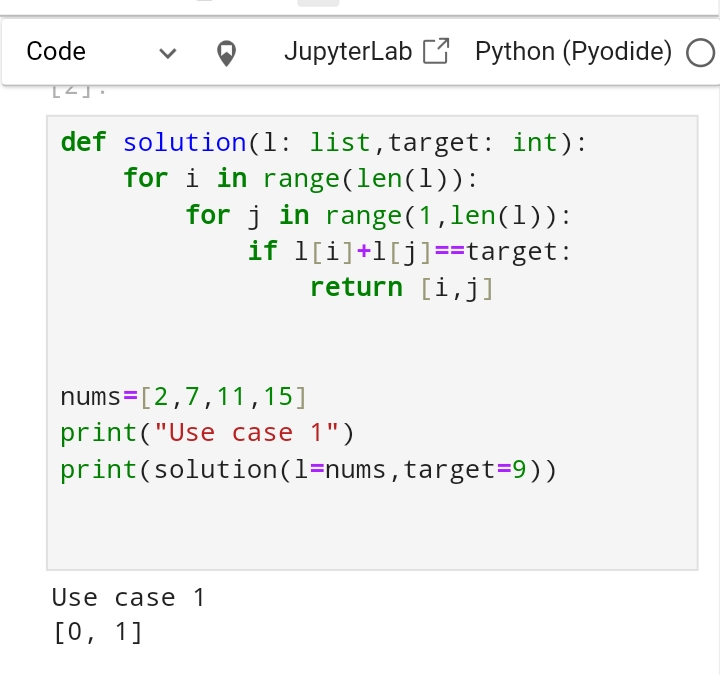 Code JupyterLab Python (Pyodide)
[2]:
def solution(l: list,target: int):
    for i in range(len(l)):
        for j in range(1,len(l)):
            if l[i]+l[j]==target:
                return [i,j]
nums=[2,7,11,15]
print("Use case 1")
print(solution(l=nums,target=9))
Use case 1
[0, 1]